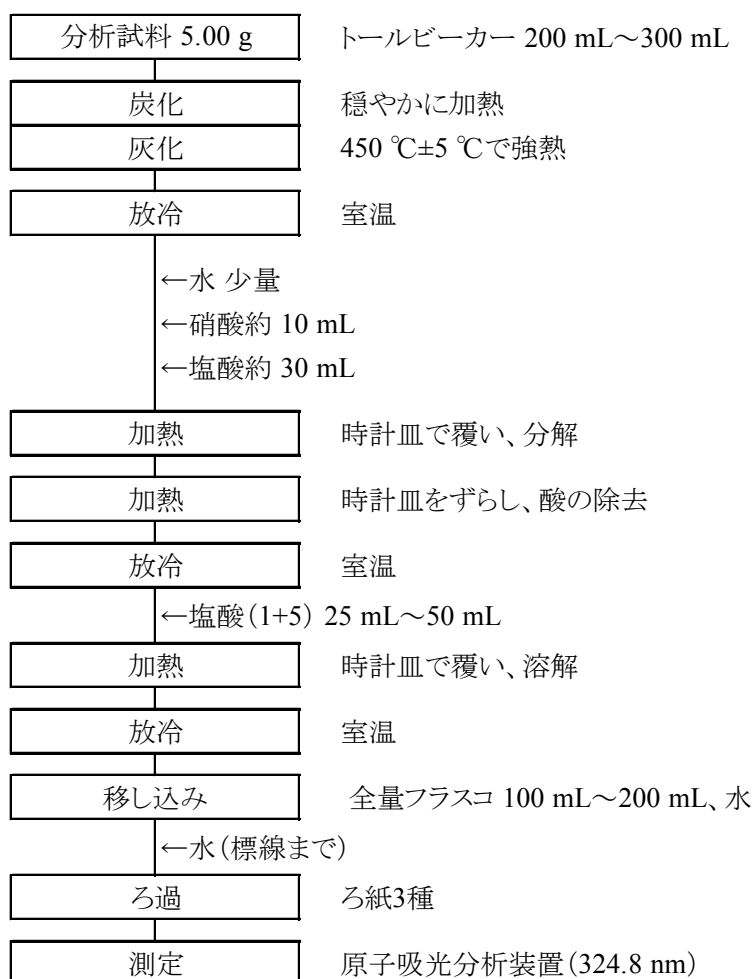 分析試料 5.00 g トールビーカー 200 mL～300 mL
炭化 穏やかに加熱
灰化 450 ℃±5 ℃で強熱
放冷 室温
←水 少量
←硝酸約 10 mL
←塩酸約 30 mL
加熱 時計皿で覆い、分解
加熱 時計皿をずらし、酸の除去
放冷 室温
←塩酸(1+5) 25 mL～50 mL
加熱 時計皿で覆い、溶解
放冷 室温
移し込み 全量フラスコ 100 mL～200 mL、水
←水(標線まで)
ろ過 ろ紙3種
測定 原子吸光分析装置(324.8 nm)